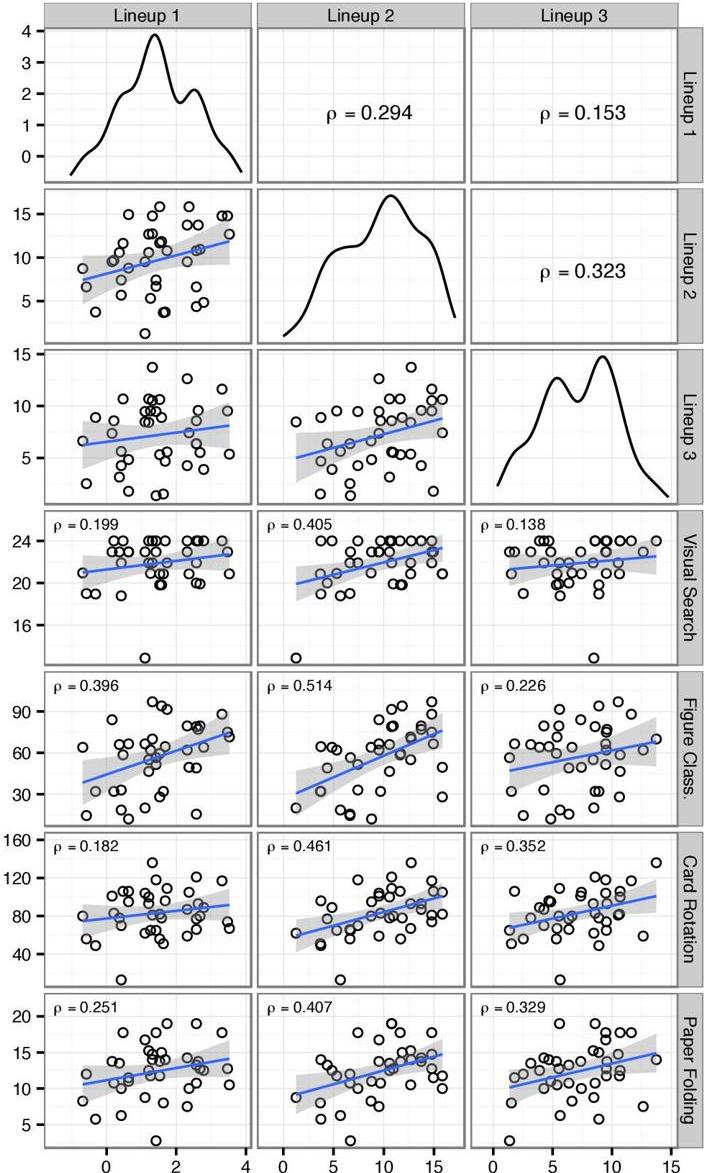 Lineup 1 Lineup 2 Lineup 3
4
3
2
1
0
ρ = 0.294
ρ = 0.153
Lineup 1
15
10
5
ρ = 0.323
Lineup 2
15
10
5
Lineup 3
24
20
16
ρ = 0.199
ρ = 0.405
ρ = 0.138
Visual Search
90
60
30
ρ = 0.396
ρ = 0.514
ρ = 0.226
Figure Class.
160
120
80
40
ρ = 0.182
ρ = 0.461
ρ = 0.352
Card Rotation
20
15
10
5
ρ = 0.251
ρ = 0.407
ρ = 0.329
Paper Folding
0 2 4 0 5 10 15 0 5 10 15